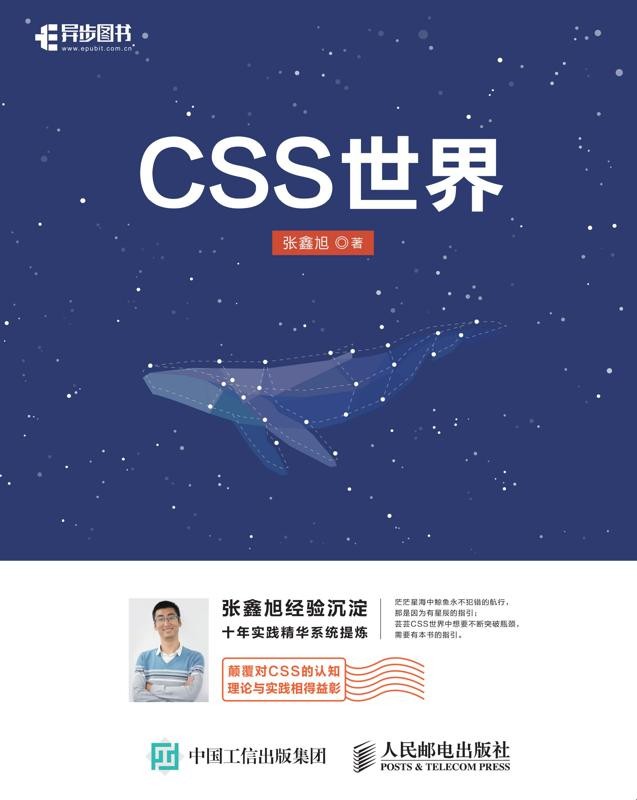 异步图书
www.epubit.com.cn
CSS世界
张鑫旭 ◎著
张鑫旭经验沉淀
十年实践精华系统提炼
茫茫星海中鲸鱼永不犯错的航行，
那是因为有星辰的指引；
芸芸CSS世界中想要不断突破瓶颈，
需要有本书的指引。
颠覆对CSS的认知
理论与实践相得益彰
中国工信出版集团
人民邮电出版社
POSTS & TELECOM PRESS